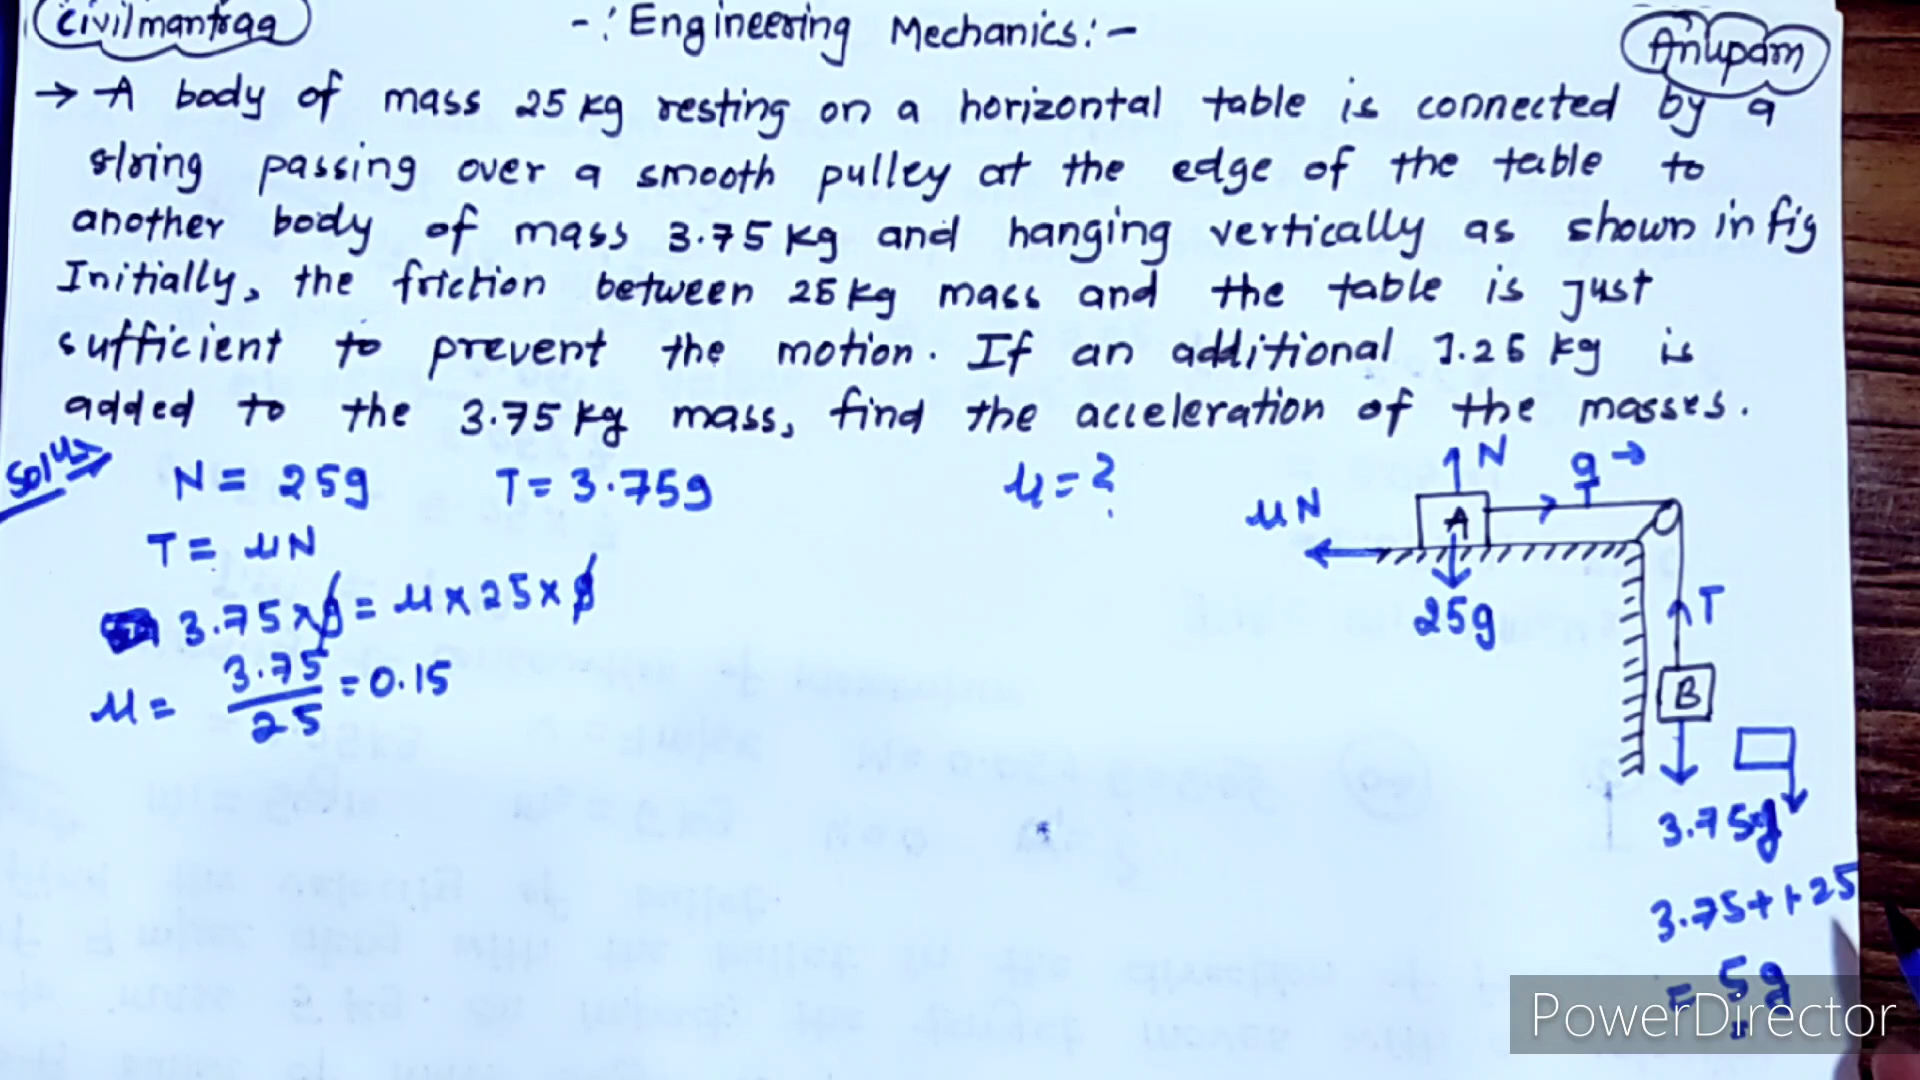 Civilmantraa
-:Engineering Mechanics:-
Anupam
→ A body of mass 25 kg resting on a horizontal table is connected by a
string passing over a smooth pulley at the edge of the table to
another body of mass 3.75 kg and hanging vertically as shown in fig
Initially, the friction between 25 kg mass and the table is just
sufficient to prevent the motion. If an additional 1.25 kg is
added to the 3.75 kg mass, find the acceleration of the masses.
Solⁿ
N = 25g T = 3.75g μ = ?
T = μN
3.75×g = μ×25×g
μ = 3.75/25 = 0.15
N
a →
μN
A
T
25g
T
B
3.75g
3.75+1.25
= 5g
PowerDirector